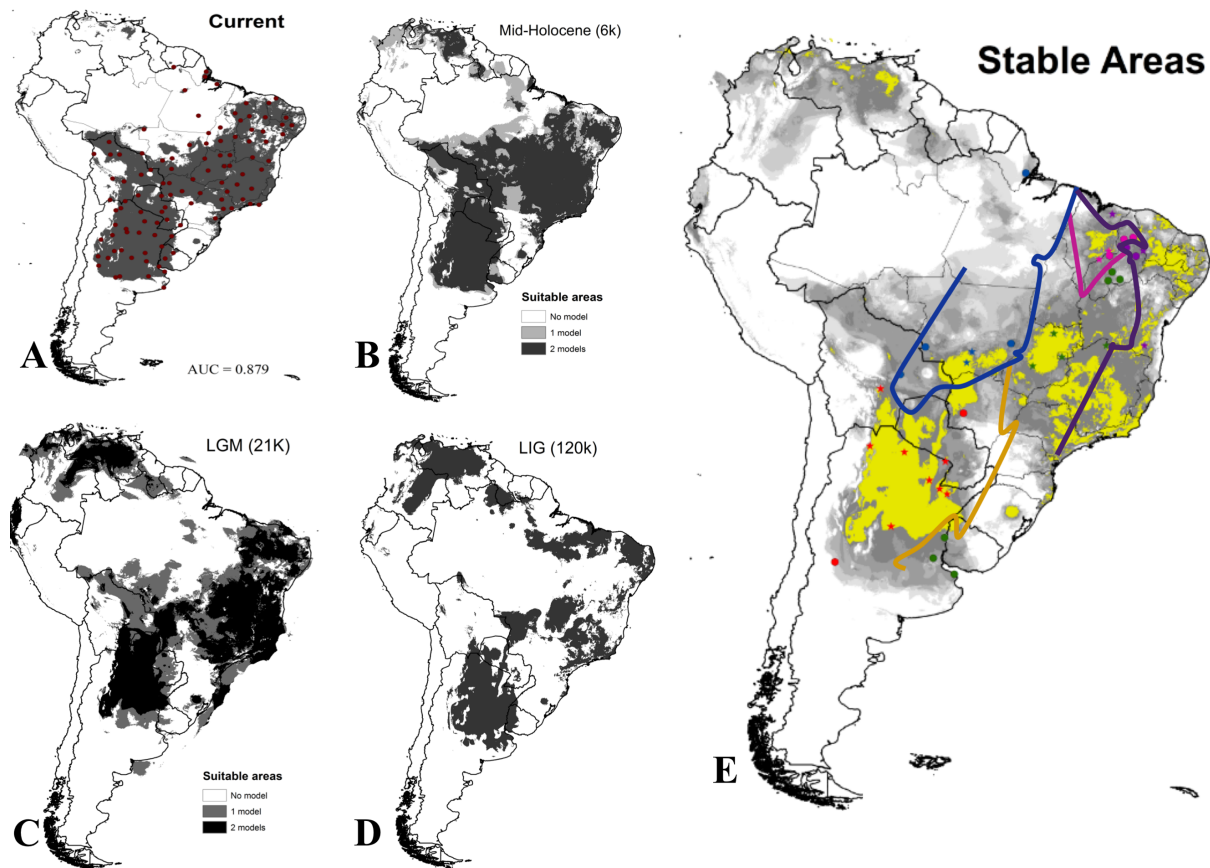 Current
A
AUC = 0.879
Mid-Holocene (6k)
Suitable areas
No model
1 model
2 models
B
LGM (21K)
Suitable areas
No model
1 model
2 models
C
LIG (120k)
D
Stable Areas
E